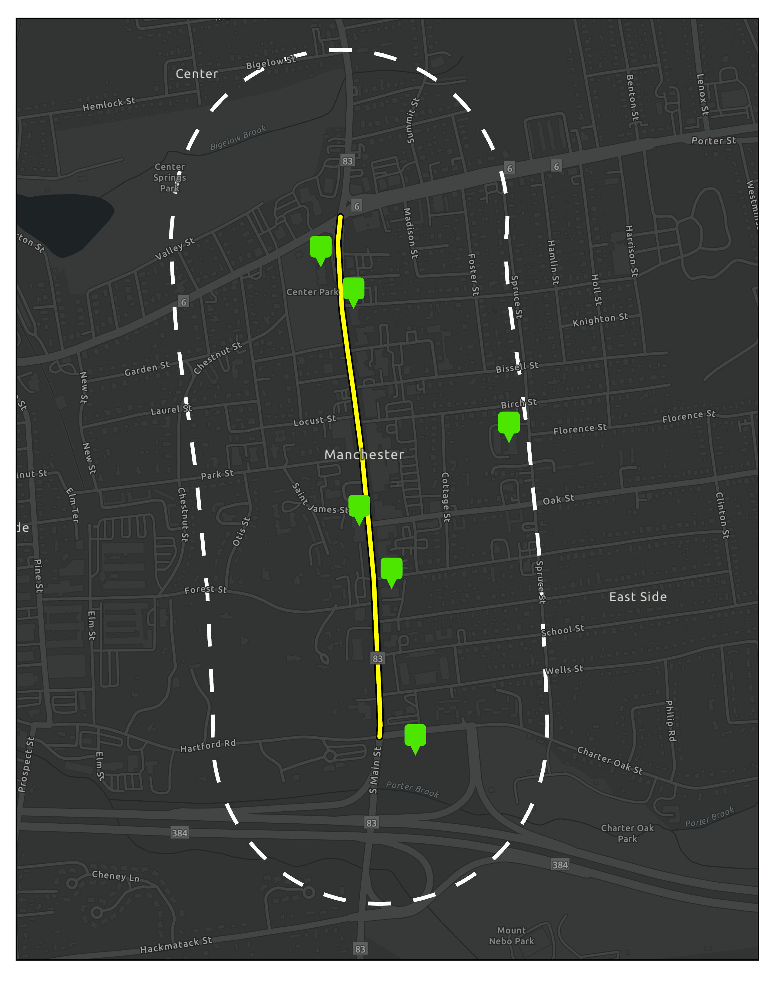 Bigelow St
Center
Hemlock St
Summit St
Benton St
Lenox St
Bigelow Brook
Porter St
83
Center
Springs
Park
6
6
6
Valley St
Madison St
Hamlin St
Harrison St
Foster St
Spruce St
Holl St
Center Park
6
Knighton St
Chestnut St
Garden St
Bissell St
New St
Laurel St
Birch St
Locust St
Florence St
Florence St
Manchester
New St
Park St
lnut St
Elm Ter
Saint James St
Cottage St
Oak St
Chestnut St
Clinton St
de
Otis St
Pine St
Forest St
Spruce St
East Side
Elm St
School St
83
Wells St
Philip Rd
Hartford Rd
Prospect St
Elm St
S Main St
Charter Oak St
Porter Brook
Porter Brook
83
384
Charter Oak
Park
384
Cheney Ln
Mount
Nebo Park
Hackmatack St
83